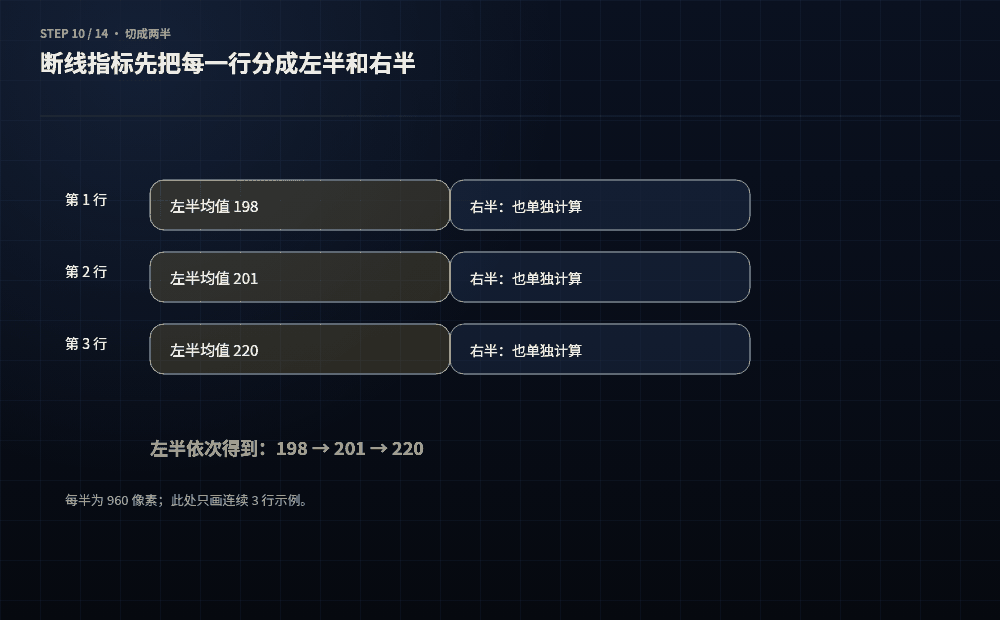 STEP 10 / 14 · 切成两半
断线指标先把每一行分成左半和右半
第 1 行
左半均值 198
右半：也单独计算
第 2 行
左半均值 201
右半：也单独计算
第 3 行
左半均值 220
右半：也单独计算
左半依次得到：198 → 201 → 220
每半为 960 像素；此处只画连续 3 行示例。